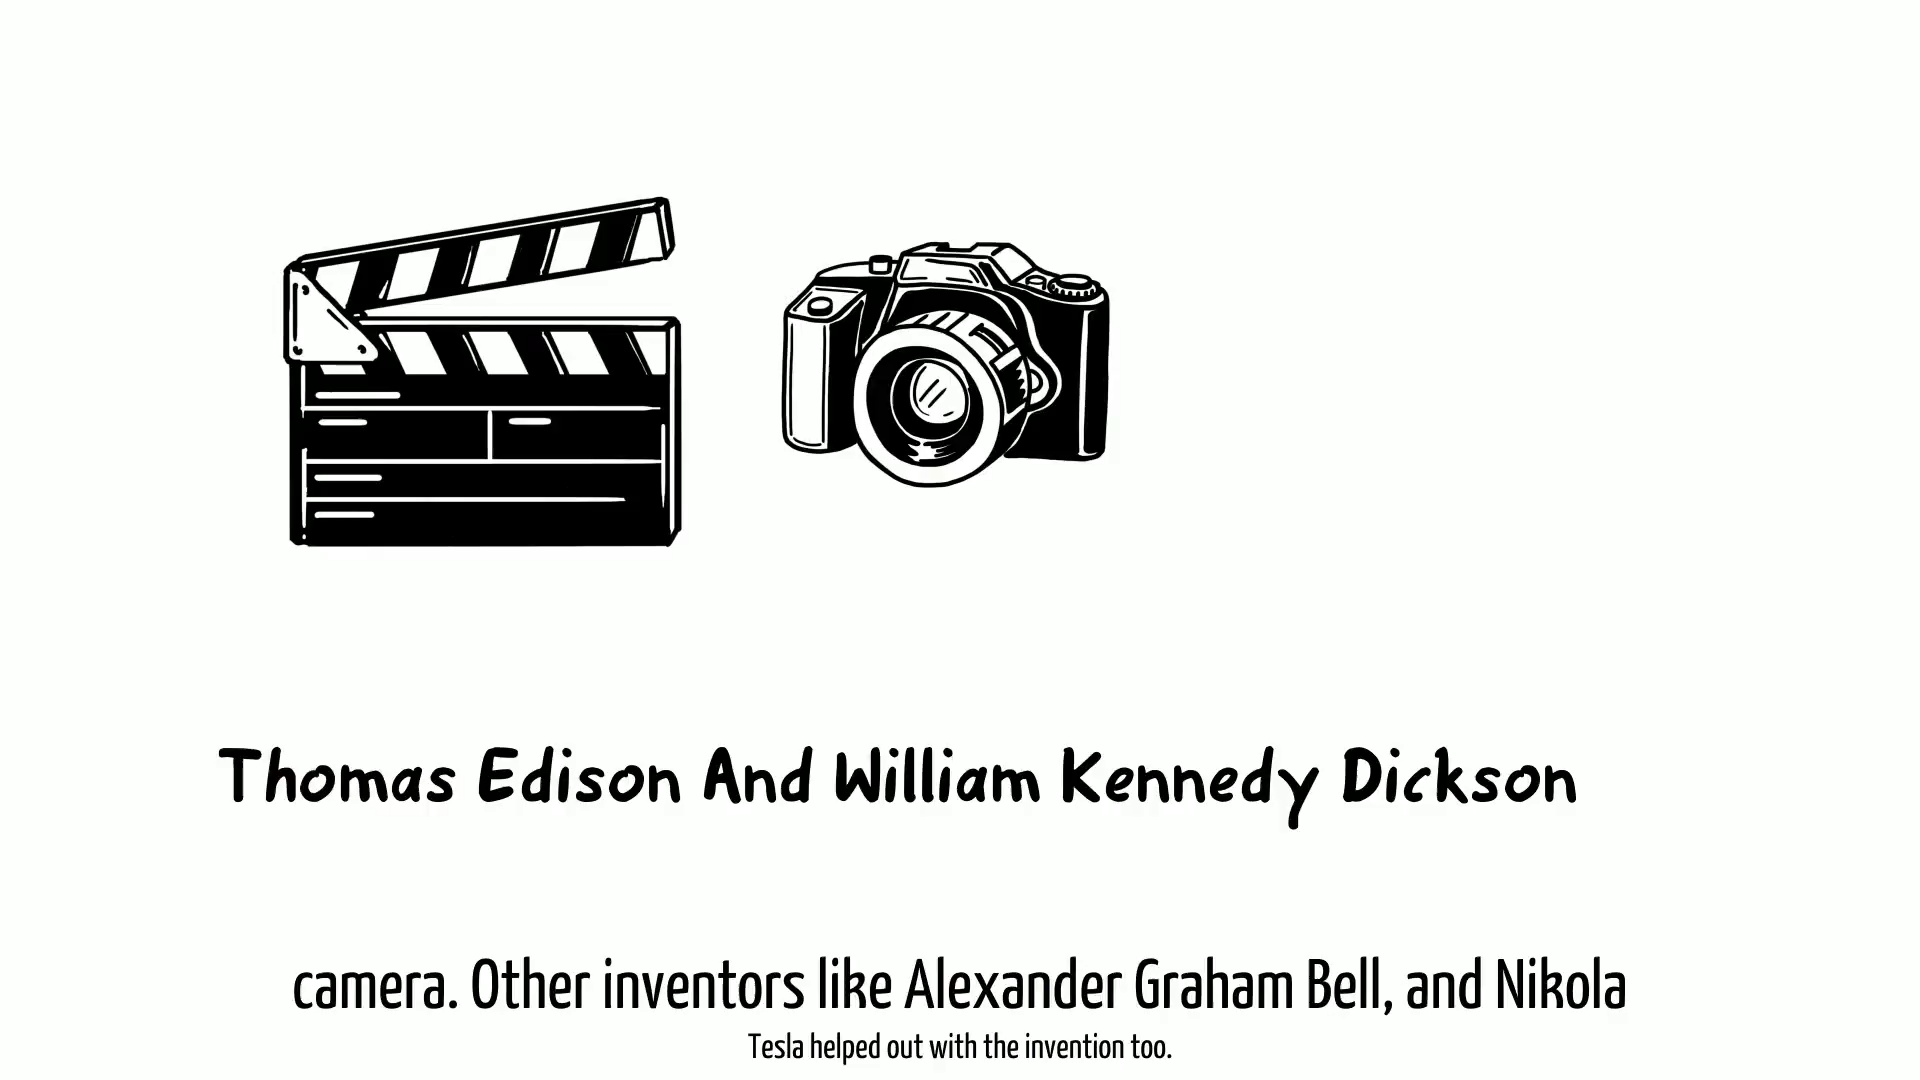 Thomas Edison And William Kennedy Dickson
camera. Other inventors like Alexander Graham Bell, and Nikola
Tesla helped out with the invention too.